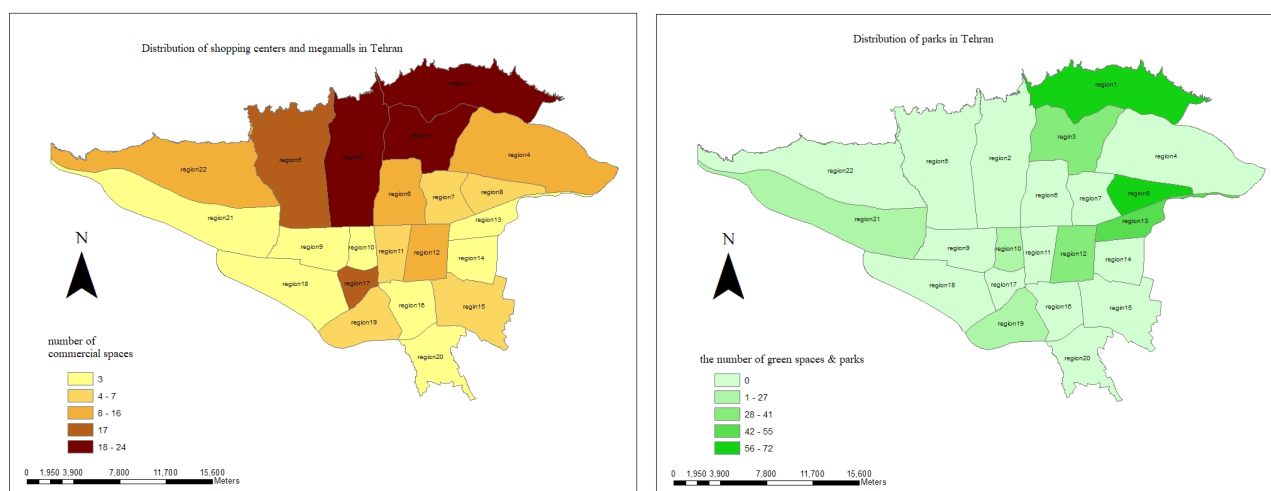 Distribution of shopping centers and megamalls in Tehran
region4
region22
region5
region2
region6
region7
region8
region21
region13
region9
region10
region11
region12
region14
region17
region18
region16
region15
region19
region20
N
number of
commercial spaces
3
4 - 7
8 - 16
17
18 - 24
0 1,950 3,900 7,800 11,700 15,600
Meters
Distribution of parks in Tehran
region1
regin3
region4
region22
region5
region2
region6
region7
region8
region21
region13
region9
region10
region11
region12
region14
region17
region18
region16
region15
region19
region20
N
the number of green spaces & parks
0
1 - 27
28 - 41
42 - 55
56 - 72
0 1,950 3,900 7,800 11,700 15,600
Meters